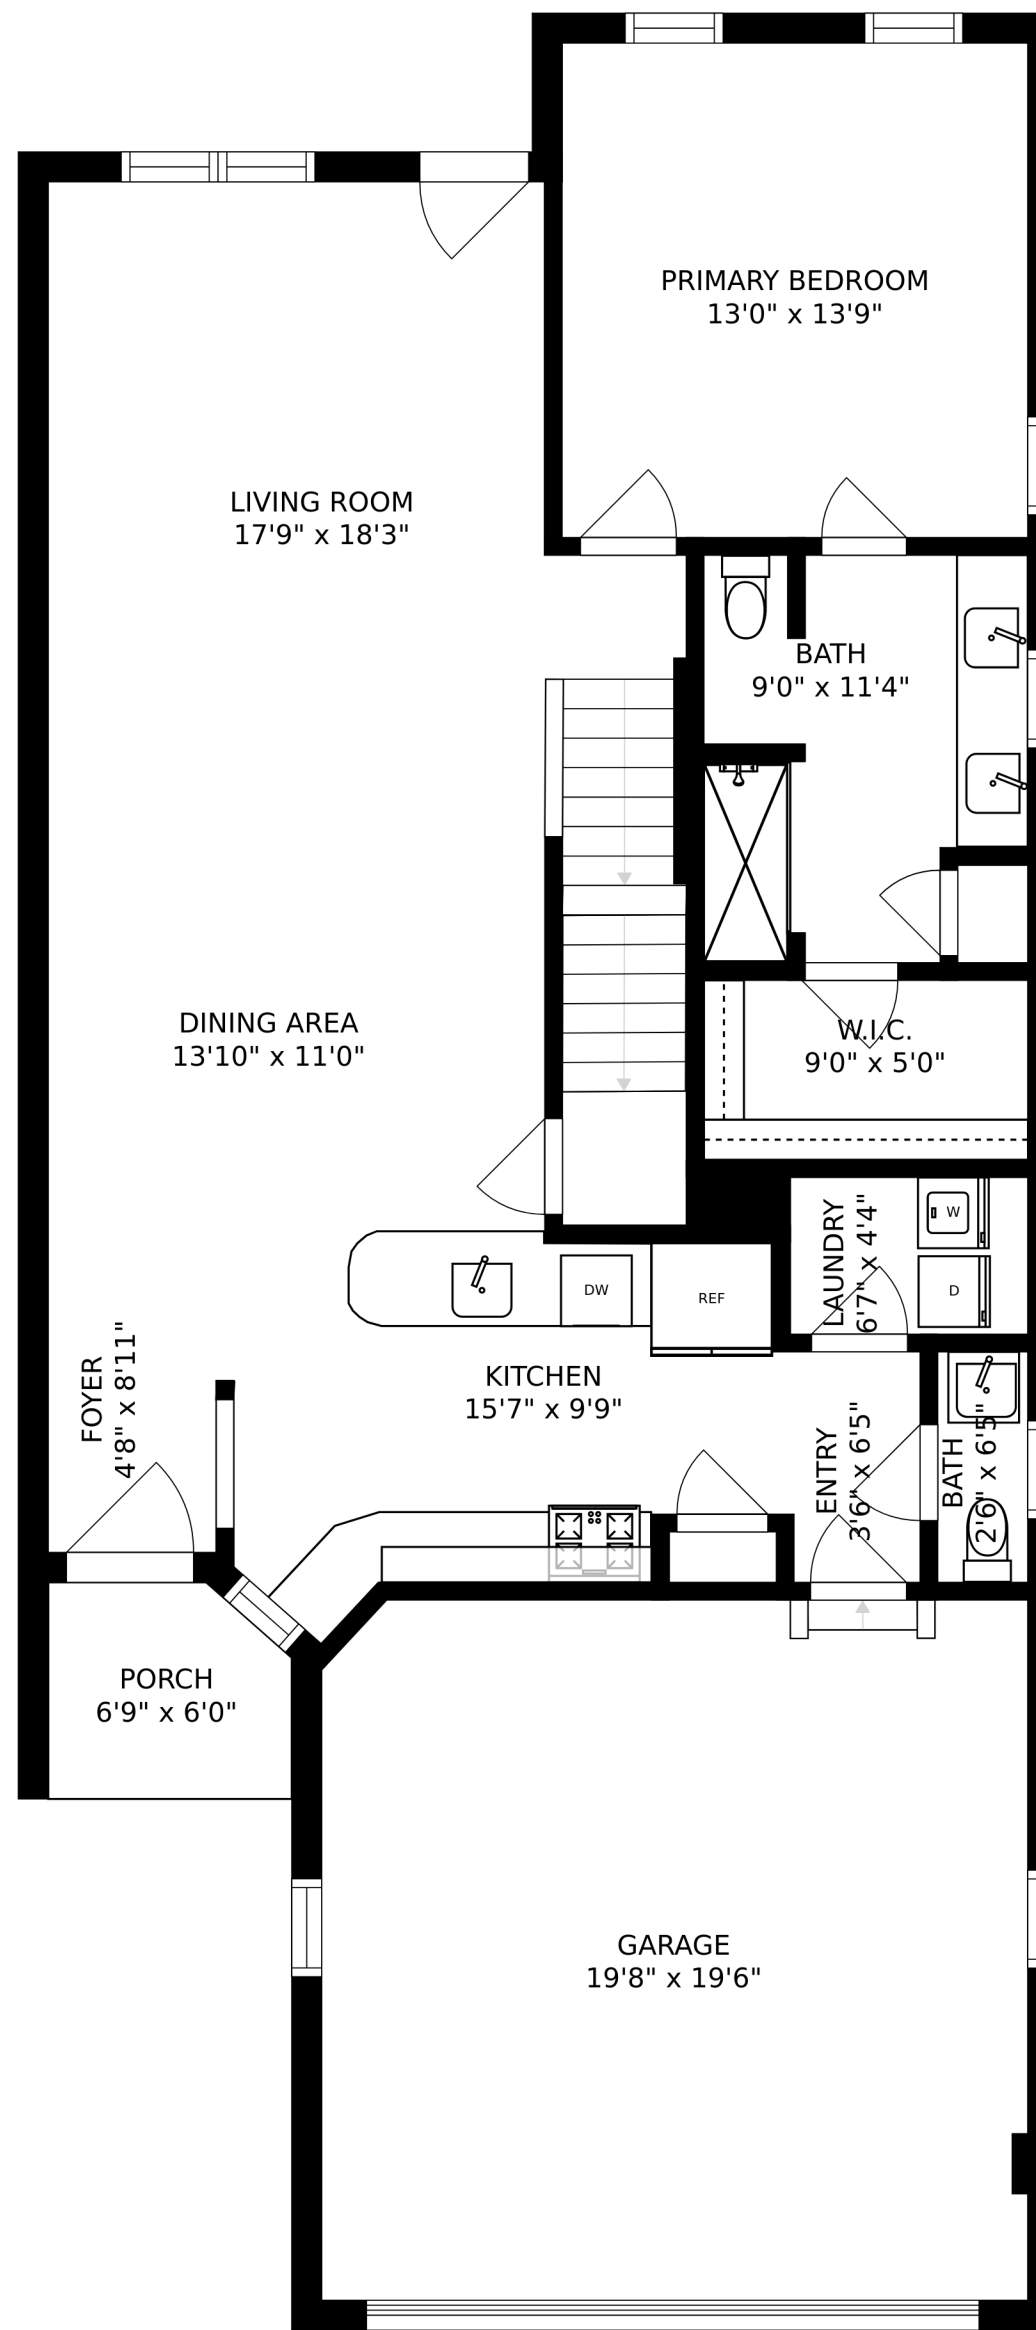 PRIMARY BEDROOM
13'0" x 13'9"
LIVING ROOM
17'9" x 18'3"
BATH
9'0" x 11'4"
DINING AREA
13'10" x 11'0"
W.I.C.
9'0" x 5'0"
LAUNDRY
6'7" x 4'4"
W
D
DW
REF
KITCHEN
15'7" x 9'9"
FOYER
4'8" x 8'11"
ENTRY
3'6" x 6'5"
BATH
2'6" x 6'5"
PORCH
6'9" x 6'0"
GARAGE
19'8" x 19'6"